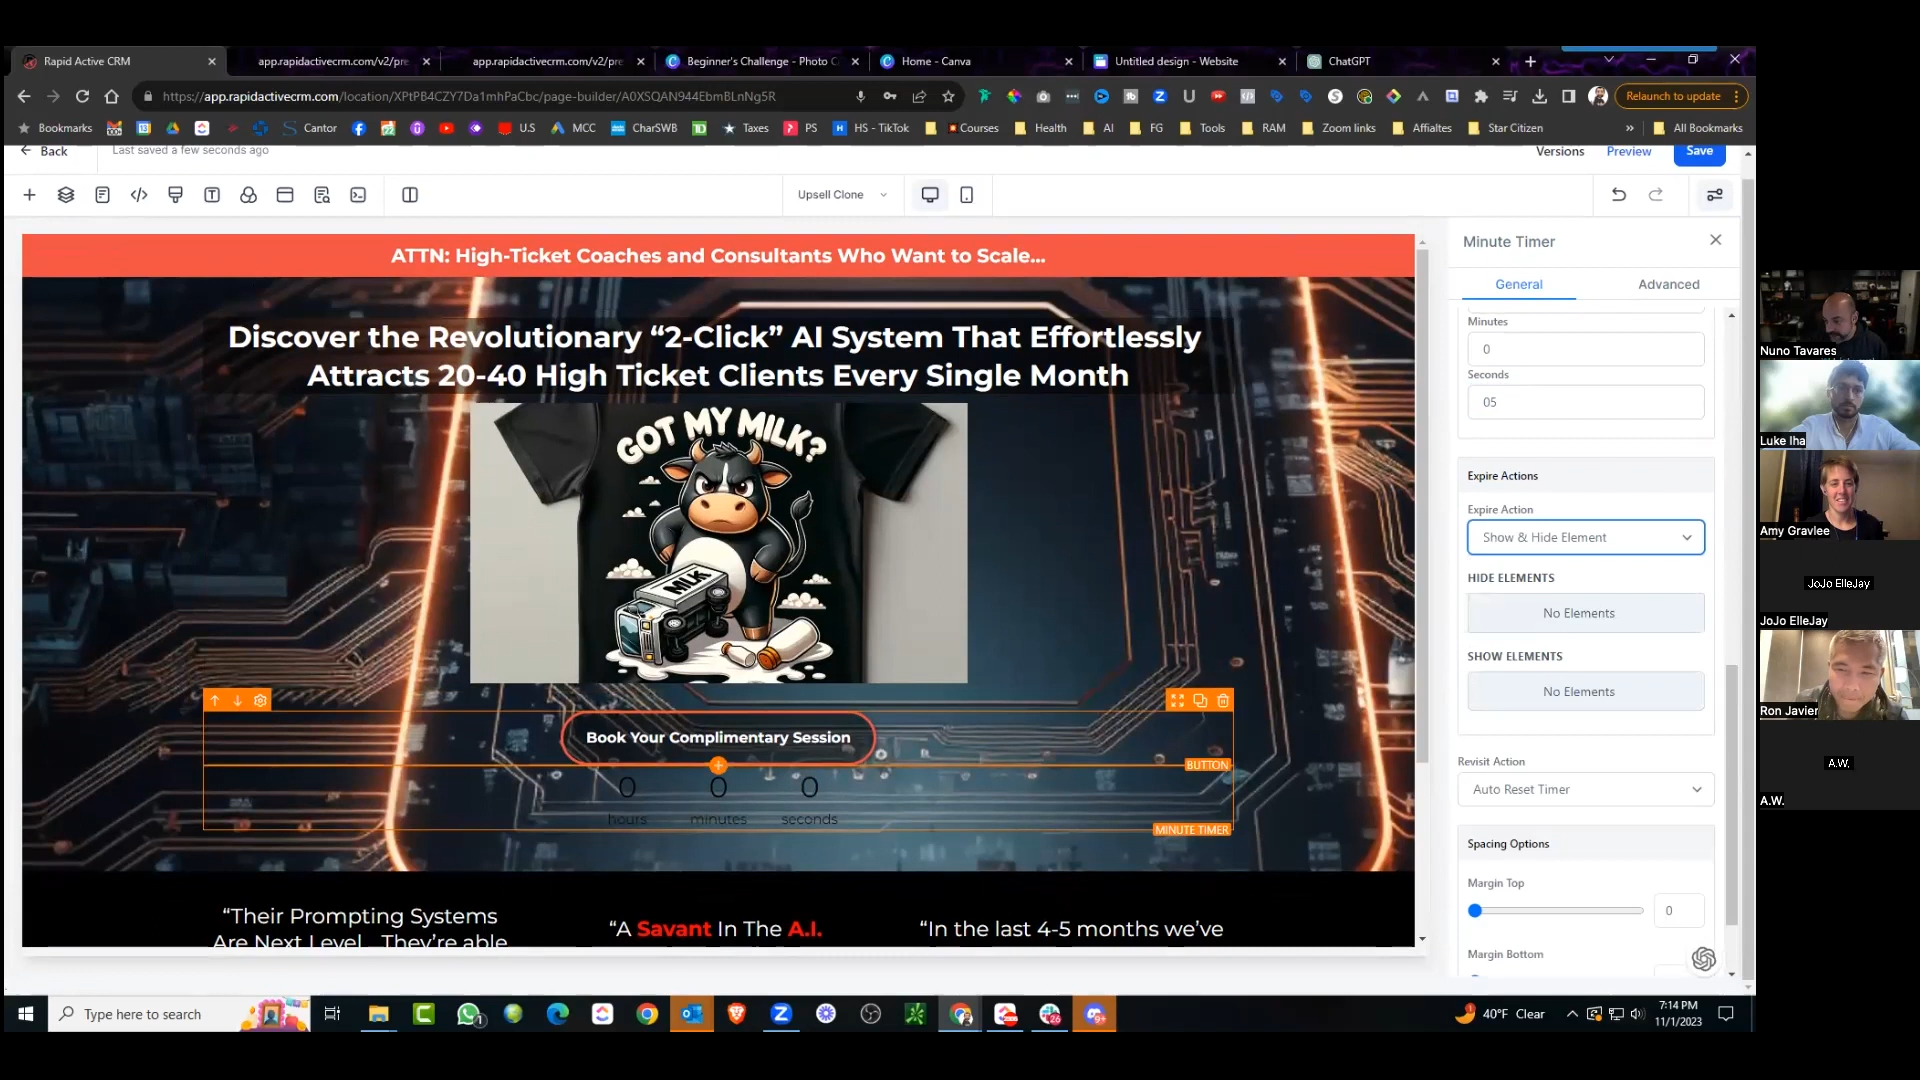 Rapid Active CRM
app.rapidactivecrm.com/v2/pre
app.rapidactivecrm.com/v2/pre
Beginner's Challenge - Photo C
Home - Canva
Untitled design - Website
ChatGPT
https://app.rapidactivecrm.com/location/XPtPB4CZY7Da1mhPaCbc/page-builder/A0XSQAN944EbmBLnNg5R
Relaunch to update
Bookmarks
Cantor
U.S
MCC
CharSWB
Taxes
PS
HS - TikTok
Courses
Health
AI
FG
Tools
RAM
Zoom links
Affialtes
Star Citizen
»
All Bookmarks
Back
Last saved a few seconds ago
Versions
Preview
Save
Upsell Clone
ATTN: High-Ticket Coaches and Consultants Who Want to Scale...
Discover the Revolutionary “2-Click” AI System That Effortlessly
Attracts 20-40 High Ticket Clients Every Single Month
GOT MY MILK?
MILK
Book Your Complimentary Session
BUTTON
0 0 0
hours minutes seconds
MINUTE TIMER
“Their Prompting Systems
Are Next Level. They’re able
“A Savant In The A.I.
“In the last 4-5 months we’ve
Minute Timer
General
Advanced
Minutes
0
Seconds
05
Expire Actions
Expire Action
Show & Hide Element
HIDE ELEMENTS
No Elements
SHOW ELEMENTS
No Elements
Revisit Action
Auto Reset Timer
Spacing Options
Margin Top
0
Margin Bottom
Nuno Tavares
Luke Iha
Amy Gravlee
JoJo ElleJay
JoJo ElleJay
Ron Javier
A.W.
A.W.
Type here to search
40°F Clear
7:14 PM
11/1/2023